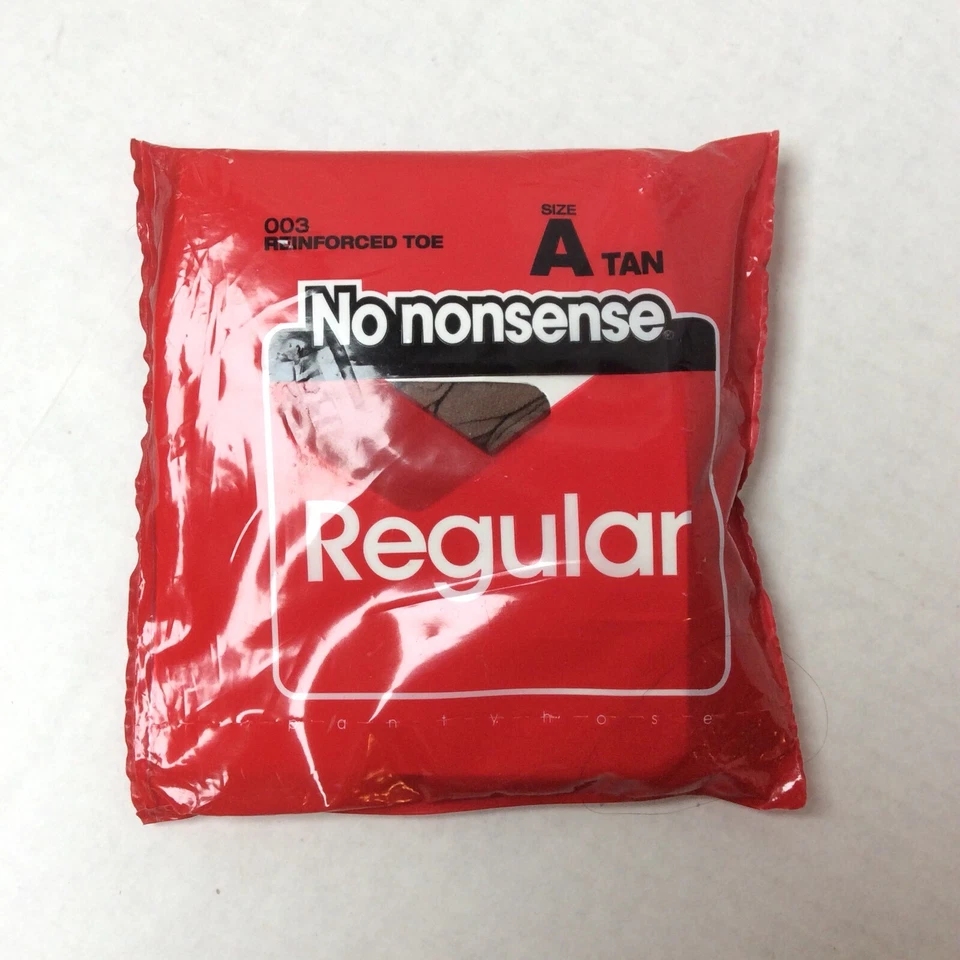 003
REINFORCED TOE
SIZE
A TAN
No nonsense®
Regular
pantyhose